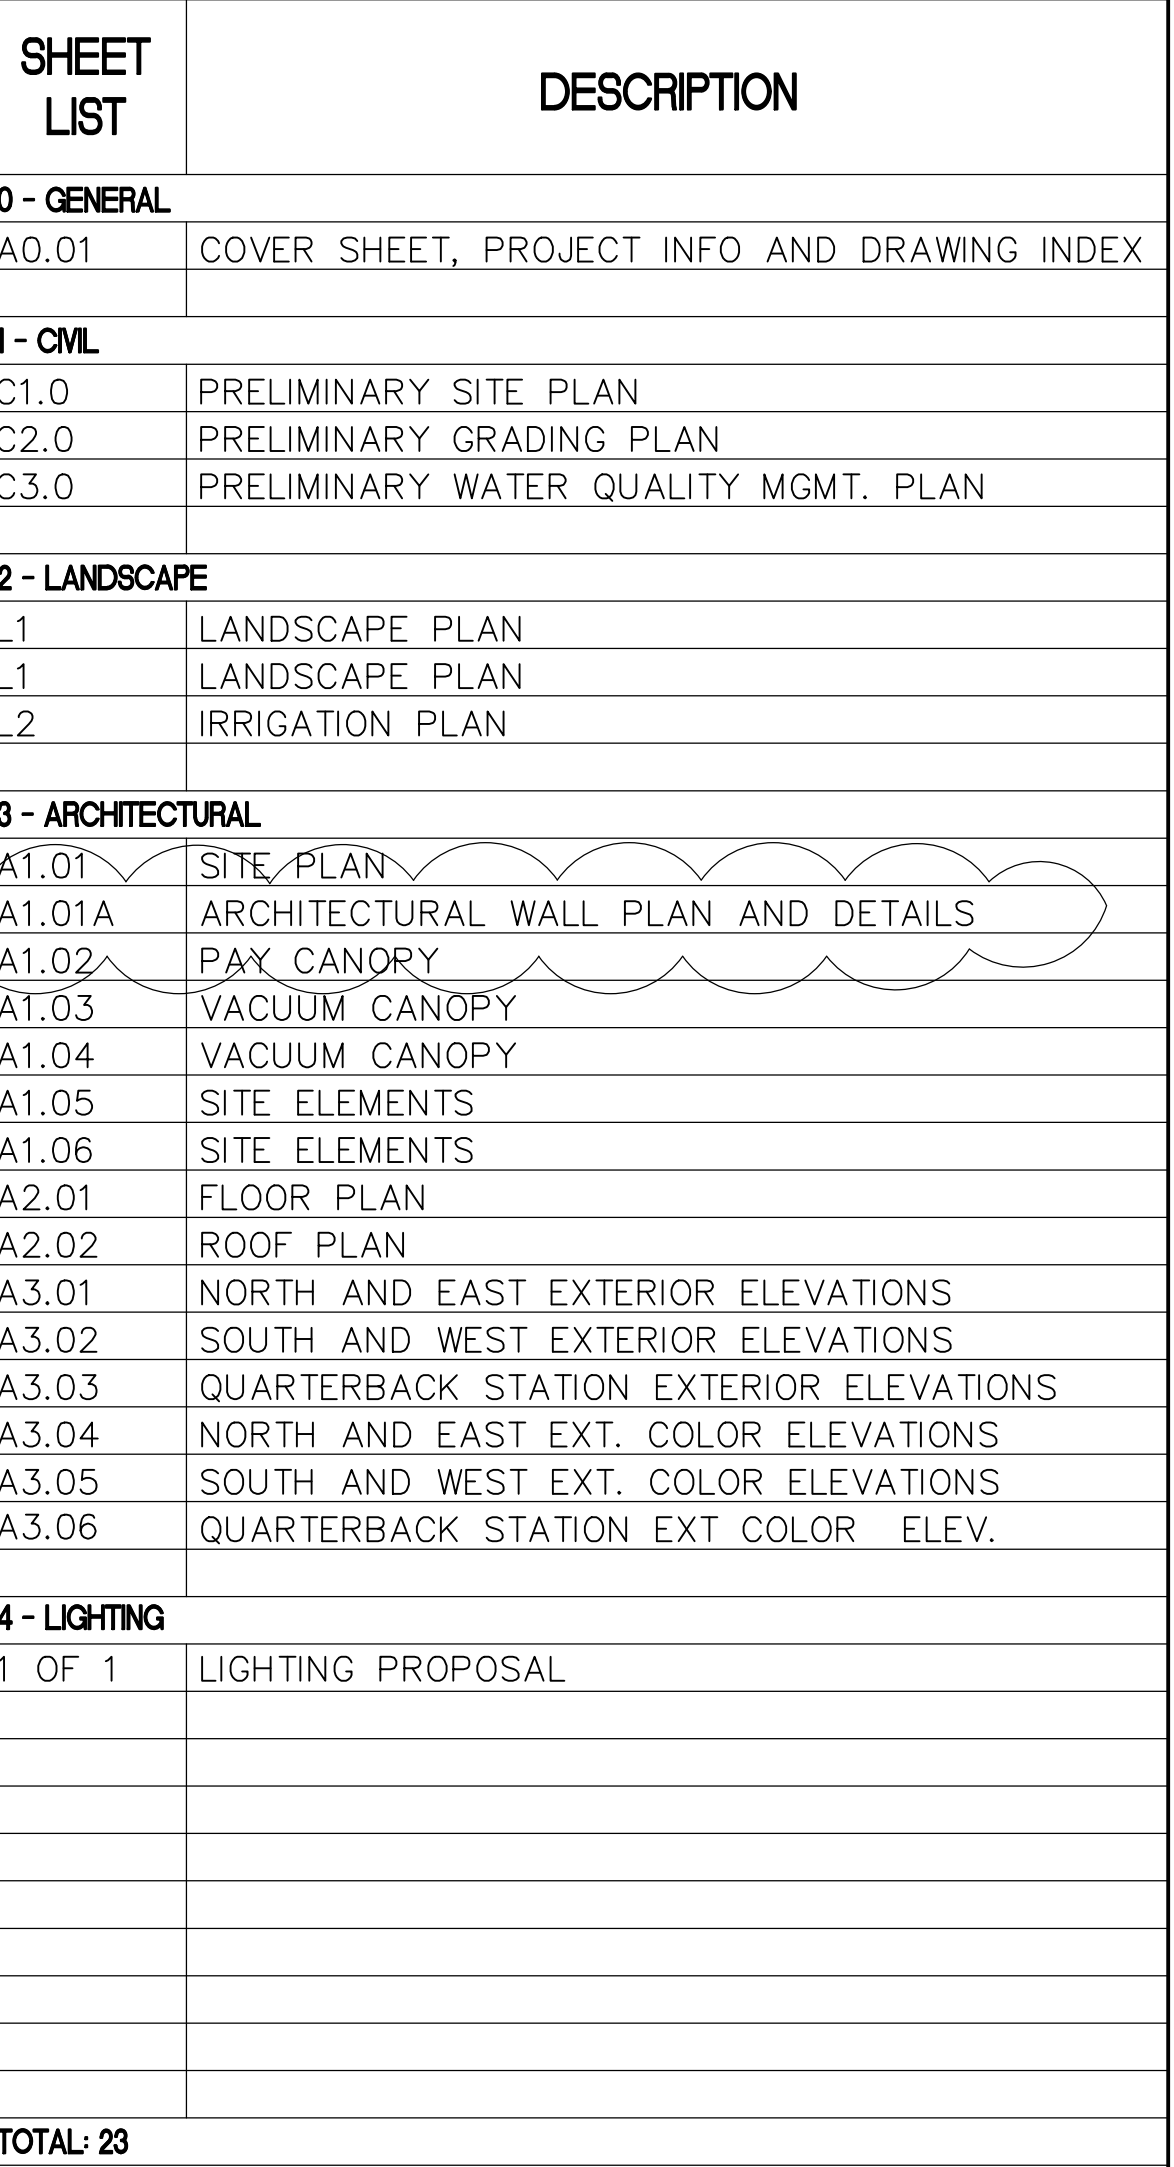 SHEET
LIST
DESCRIPTION
0 - GENERAL
A0.01 COVER SHEET, PROJECT INFO AND DRAWING INDEX
1 - CIVIL
C1.0 PRELIMINARY SITE PLAN
C2.0 PRELIMINARY GRADING PLAN
C3.0 PRELIMINARY WATER QUALITY MGMT. PLAN
2 - LANDSCAPE
L1 LANDSCAPE PLAN
L1 LANDSCAPE PLAN
L2 IRRIGATION PLAN
3 - ARCHITECTURAL
A1.01 SITE PLAN
A1.01A ARCHITECTURAL WALL PLAN AND DETAILS
A1.02 PAY CANOPY
A1.03 VACUUM CANOPY
A1.04 VACUUM CANOPY
A1.05 SITE ELEMENTS
A1.06 SITE ELEMENTS
A2.01 FLOOR PLAN
A2.02 ROOF PLAN
A3.01 NORTH AND EAST EXTERIOR ELEVATIONS
A3.02 SOUTH AND WEST EXTERIOR ELEVATIONS
A3.03 QUARTERBACK STATION EXTERIOR ELEVATIONS
A3.04 NORTH AND EAST EXT. COLOR ELEVATIONS
A3.05 SOUTH AND WEST EXT. COLOR ELEVATIONS
A3.06 QUARTERBACK STATION EXT COLOR ELEV.
4 - LIGHTING
1 OF 1 LIGHTING PROPOSAL
TOTAL: 23